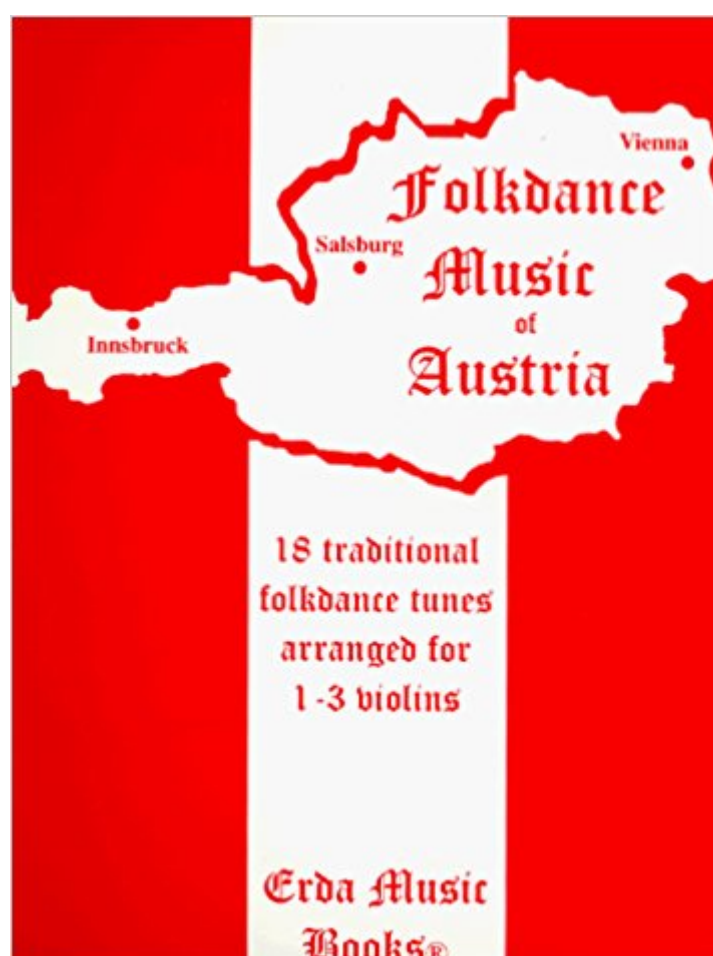 Vienna
Folkdance
Salsburg
Music
of
Innsbruck
Austria
18 traditional
folkdance tunes
arranged for
1-3 violins
Erda Music
Books®